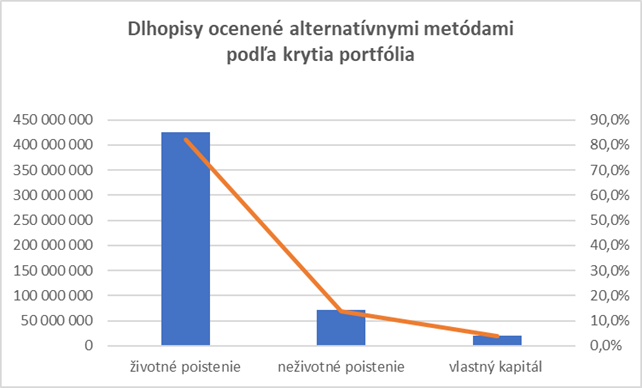 Dlhopisy ocenené alternatívnymi metódami
podľa krytia portfólia
450 000 000 90,0%
400 000 000 80,0%
350 000 000 70,0%
300 000 000 60,0%
250 000 000 50,0%
200 000 000 40,0%
150 000 000 30,0%
100 000 000 20,0%
50 000 000 10,0%
0 0,0%
životné poistenie neživotné poistenie vlastný kapitál